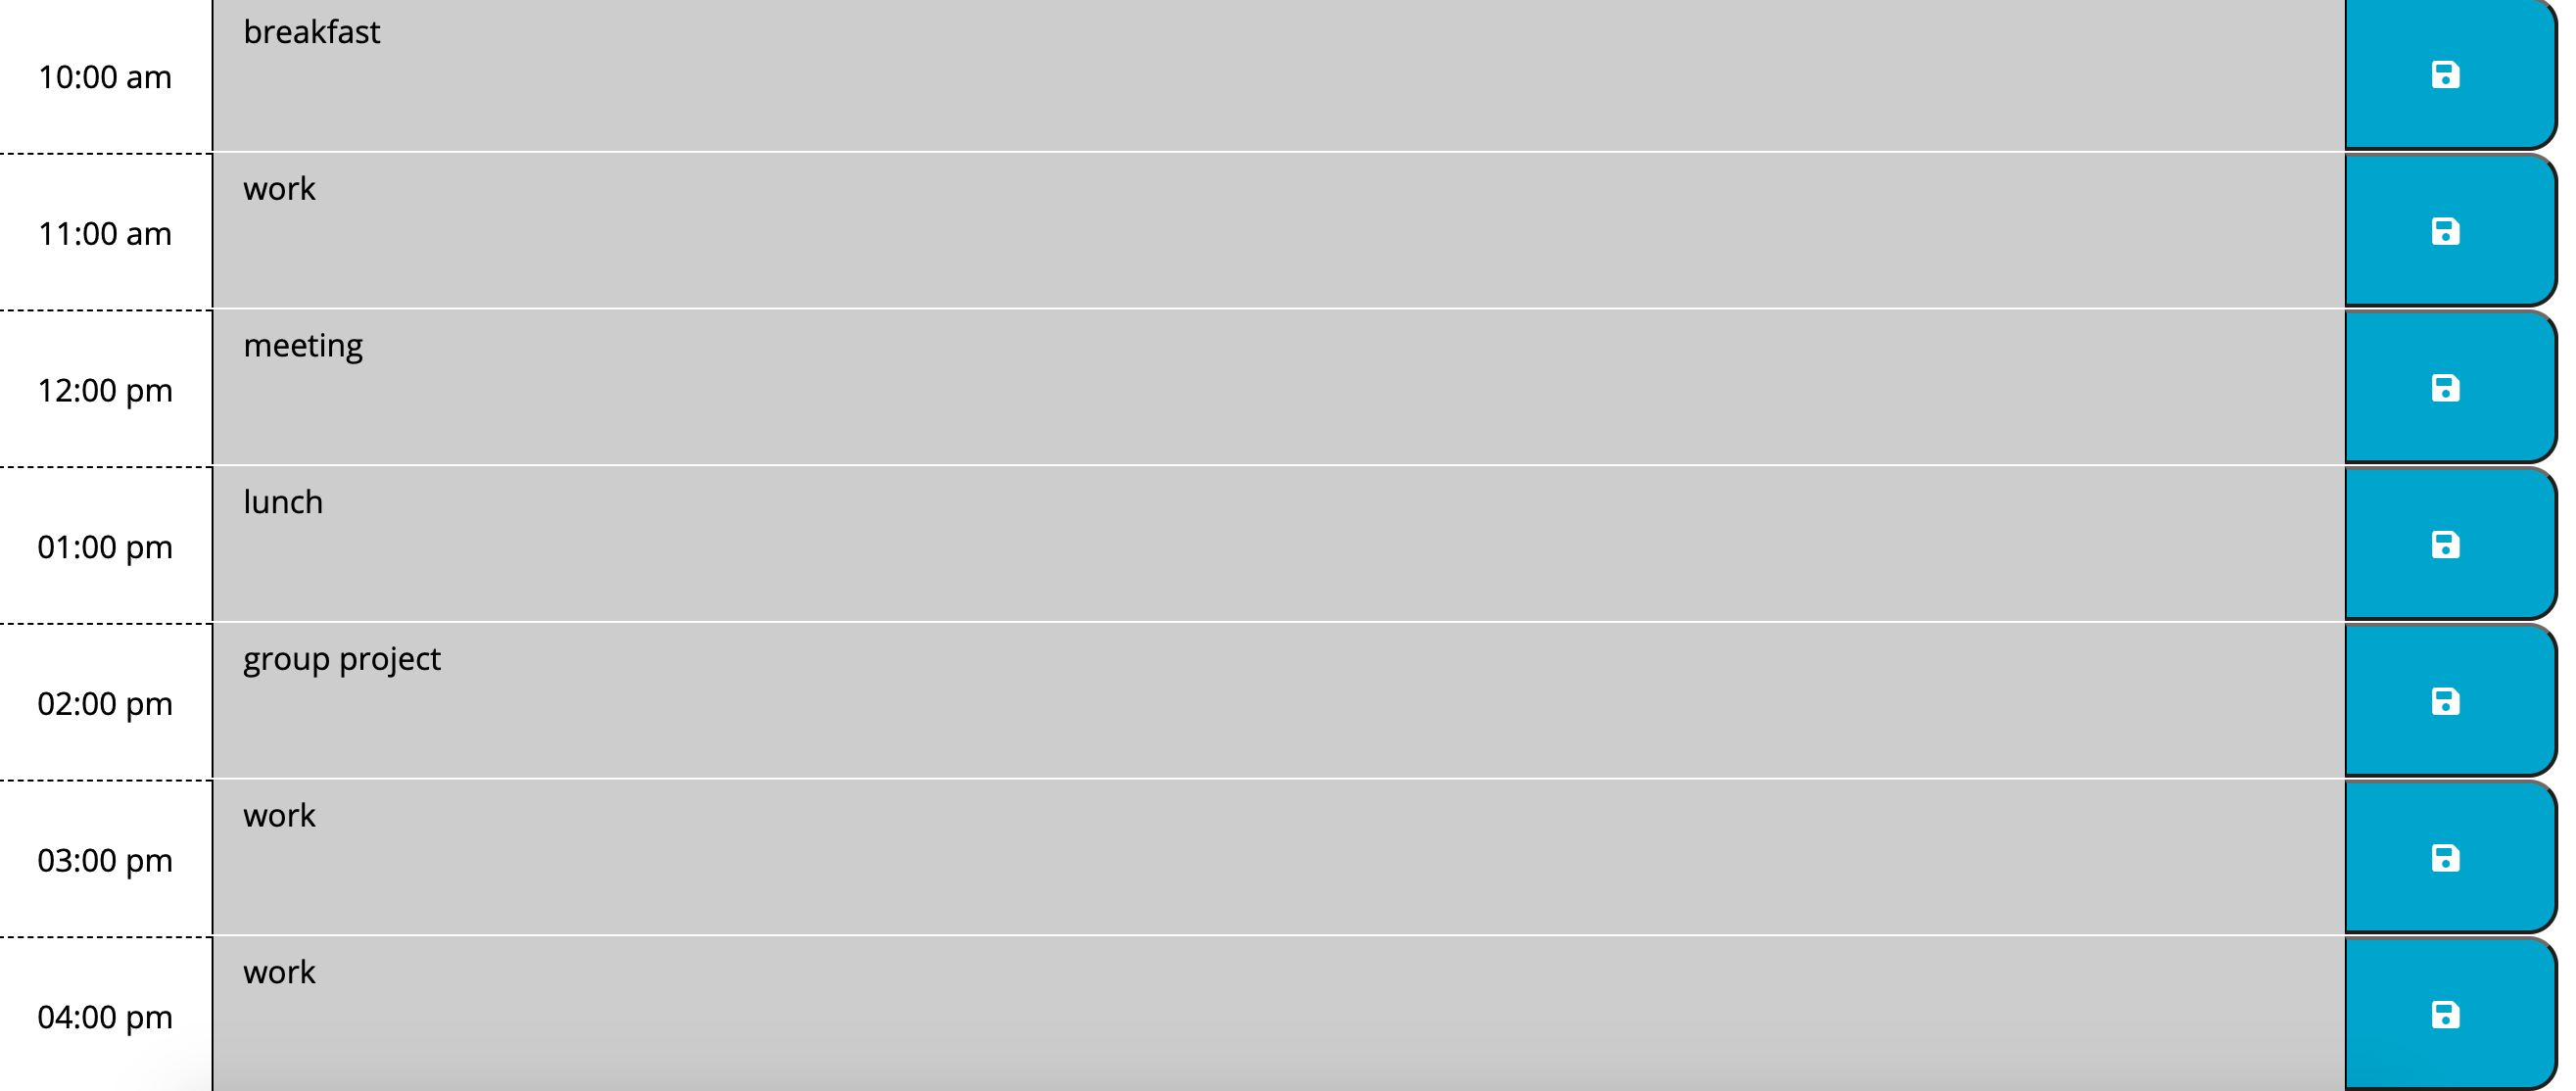 breakfast
10:00 am
work
11:00 am
meeting
12:00 pm
lunch
01:00 pm
group project
02:00 pm
work
03:00 pm
work
04:00 pm